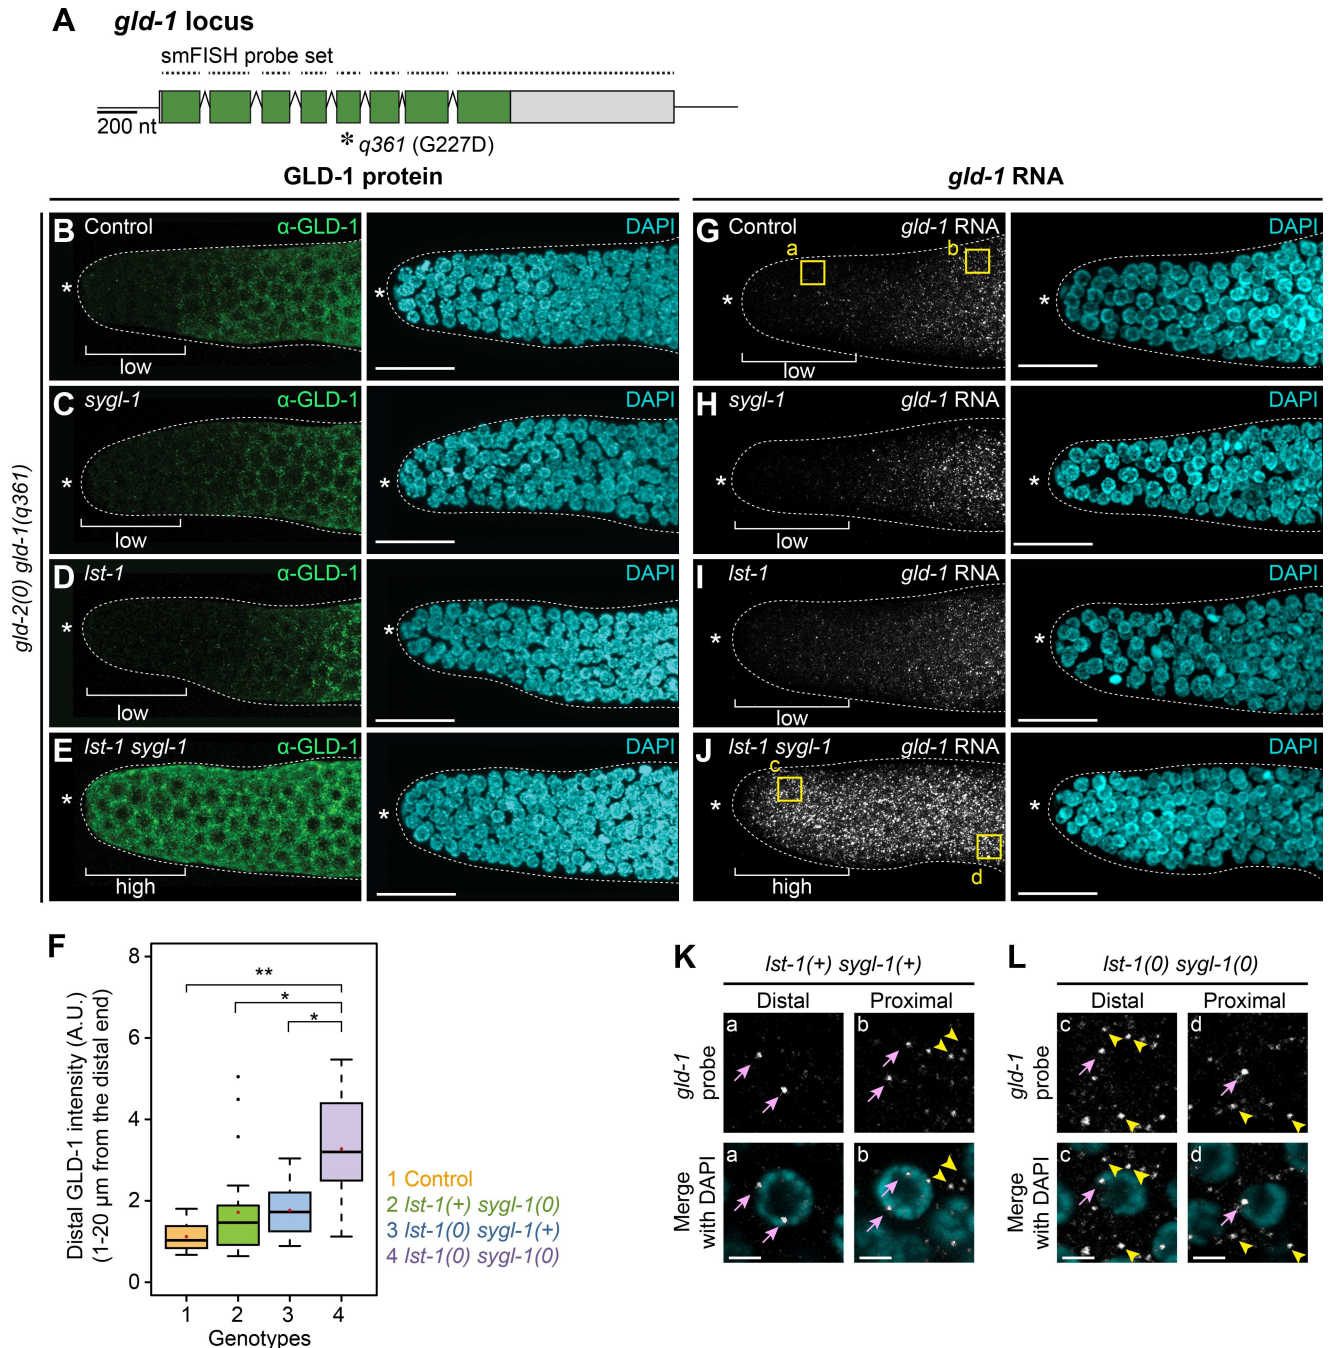 A gld-1 locus
smFISH probe set
200 nt
* q361 (G227D)
GLD-1 protein
gld-1 RNA
gld-2(0) gld-1(q361)
B Control α-GLD-1
DAPI
*
*
low
G Control gld-1 RNA
DAPI
a
b
*
*
low
C sygl-1 α-GLD-1
DAPI
*
*
low
H sygl-1 gld-1 RNA
DAPI
*
*
low
D lst-1 α-GLD-1
DAPI
*
*
low
I lst-1 gld-1 RNA
DAPI
*
*
low
E lst-1 sygl-1 α-GLD-1
DAPI
*
*
high
J lst-1 sygl-1 gld-1 RNA
DAPI
c
d
*
*
high
F
Distal GLD-1 intensity (A.U.)
(1-20 μm from the distal end)
8
6
4
2
0
**
*
*
1 2 3 4
Genotypes
1 Control
2 lst-1(+) sygl-1(0)
3 lst-1(0) sygl-1(+)
4 lst-1(0) sygl-1(0)
K lst-1(+) sygl-1(+)
Distal Proximal
gld-1
probe
a b
Merge
with DAPI
a b
L lst-1(0) sygl-1(0)
Distal Proximal
gld-1
probe
c d
Merge
with DAPI
c d